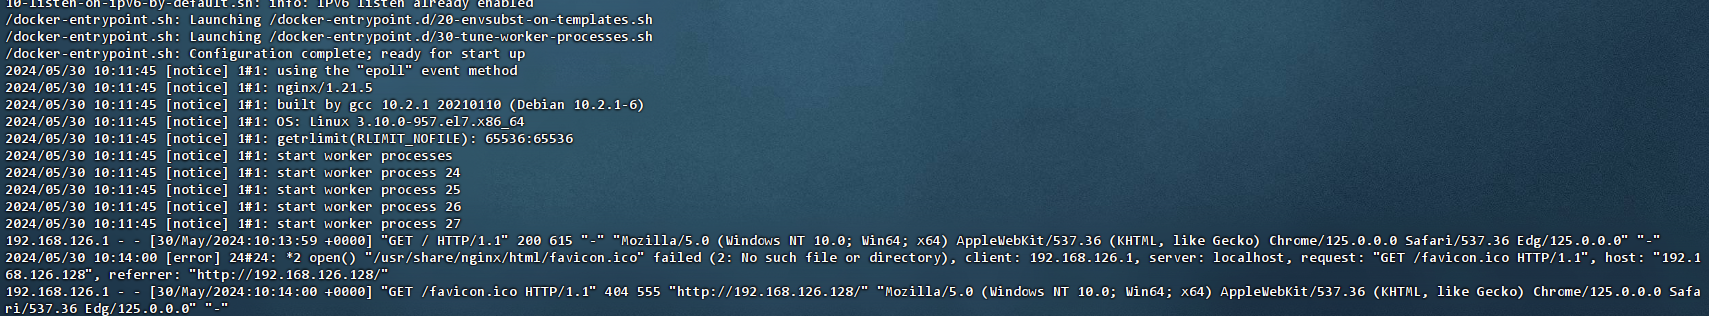 10-listen-on-ipv6-by-default.sh: info: IPv6 listen already enabled
/docker-entrypoint.sh: Launching /docker-entrypoint.d/20-envsubst-on-templates.sh
/docker-entrypoint.sh: Launching /docker-entrypoint.d/30-tune-worker-processes.sh
/docker-entrypoint.sh: Configuration complete; ready for start up
2024/05/30 10:11:45 [notice] 1#1: using the "epoll" event method
2024/05/30 10:11:45 [notice] 1#1: nginx/1.21.5
2024/05/30 10:11:45 [notice] 1#1: built by gcc 10.2.1 20210110 (Debian 10.2.1-6)
2024/05/30 10:11:45 [notice] 1#1: OS: Linux 3.10.0-957.el7.x86_64
2024/05/30 10:11:45 [notice] 1#1: getrlimit(RLIMIT_NOFILE): 65536:65536
2024/05/30 10:11:45 [notice] 1#1: start worker processes
2024/05/30 10:11:45 [notice] 1#1: start worker process 24
2024/05/30 10:11:45 [notice] 1#1: start worker process 25
2024/05/30 10:11:45 [notice] 1#1: start worker process 26
2024/05/30 10:11:45 [notice] 1#1: start worker process 27
192.168.126.1 - - [30/May/2024:10:13:59 +0000] "GET / HTTP/1.1" 200 615 "-" "Mozilla/5.0 (Windows NT 10.0; Win64; x64) AppleWebKit/537.36 (KHTML, like Gecko) Chrome/125.0.0.0 Safari/537.36 Edg/125.0.0.0" "-"
2024/05/30 10:14:00 [error] 24#24: *2 open() "/usr/share/nginx/html/favicon.ico" failed (2: No such file or directory), client: 192.168.126.1, server: localhost, request: "GET /favicon.ico HTTP/1.1", host: "192.1
68.126.128", referrer: "http://192.168.126.128/"
192.168.126.1 - - [30/May/2024:10:14:00 +0000] "GET /favicon.ico HTTP/1.1" 404 555 "http://192.168.126.128/" "Mozilla/5.0 (Windows NT 10.0; Win64; x64) AppleWebKit/537.36 (KHTML, like Gecko) Chrome/125.0.0.0 Safa
ri/537.36 Edg/125.0.0.0" "-"